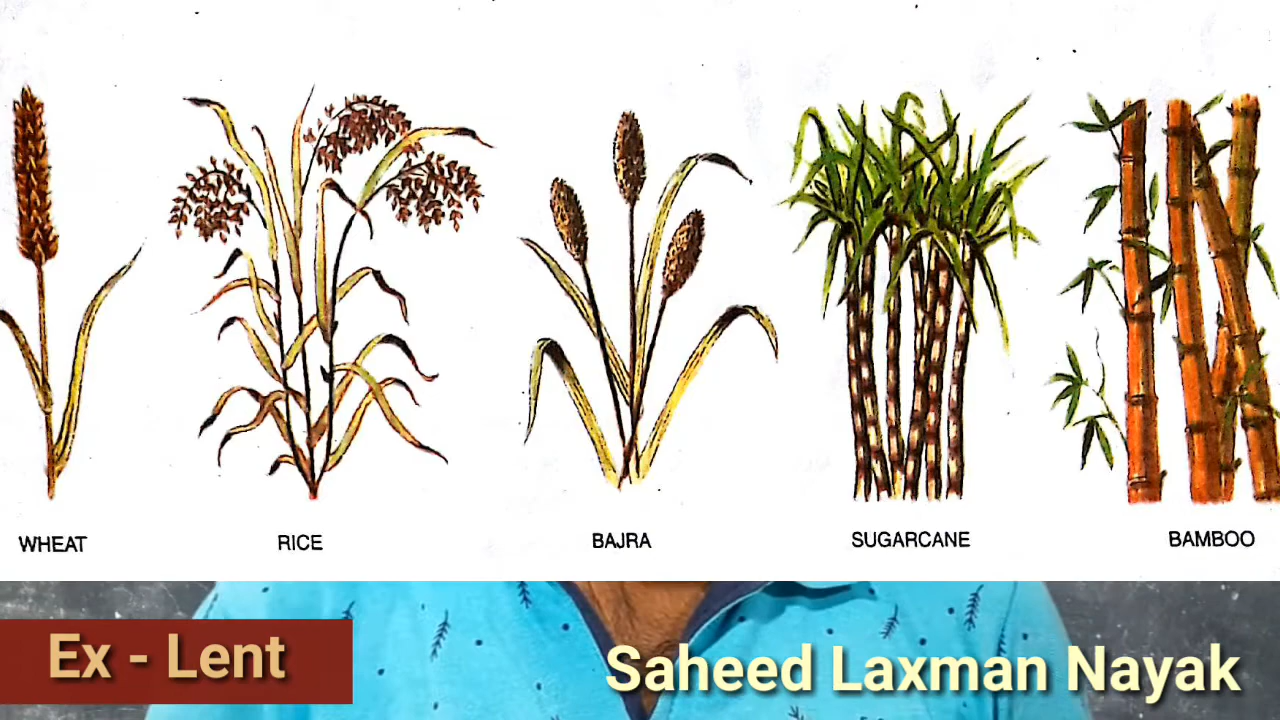 WHEAT
RICE
BAJRA
SUGARCANE
BAMBOO
Ex - Lent
Saheed Laxman Nayak